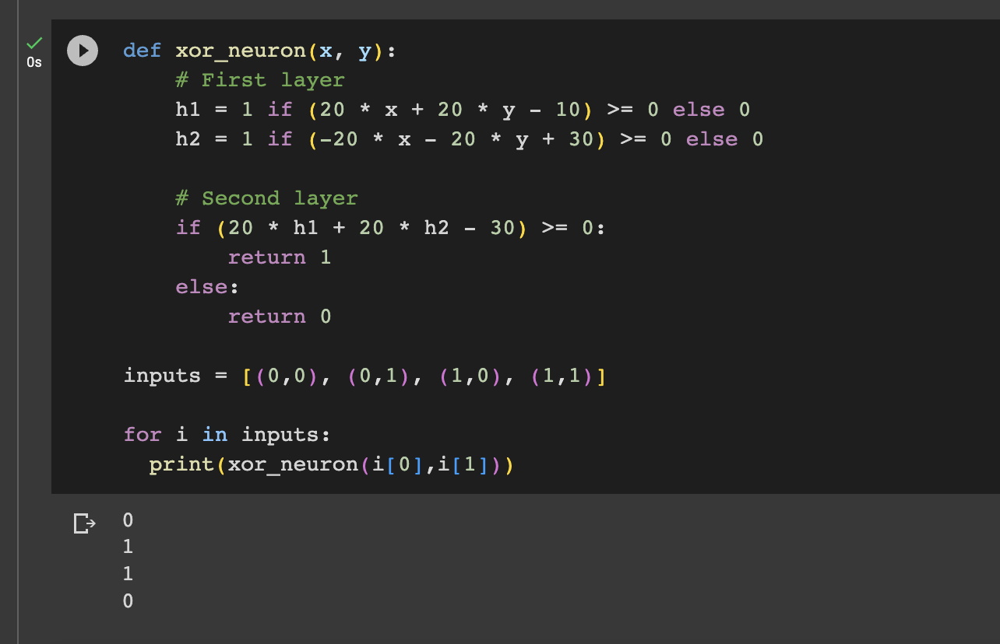 0s
def xor_neuron(x, y):
    # First layer
    h1 = 1 if (20 * x + 20 * y - 10) >= 0 else 0
    h2 = 1 if (-20 * x - 20 * y + 30) >= 0 else 0

    # Second layer
    if (20 * h1 + 20 * h2 - 30) >= 0:
        return 1
    else:
        return 0

inputs = [(0,0), (0,1), (1,0), (1,1)]

for i in inputs:
  print(xor_neuron(i[0],i[1]))
0
1
1
0